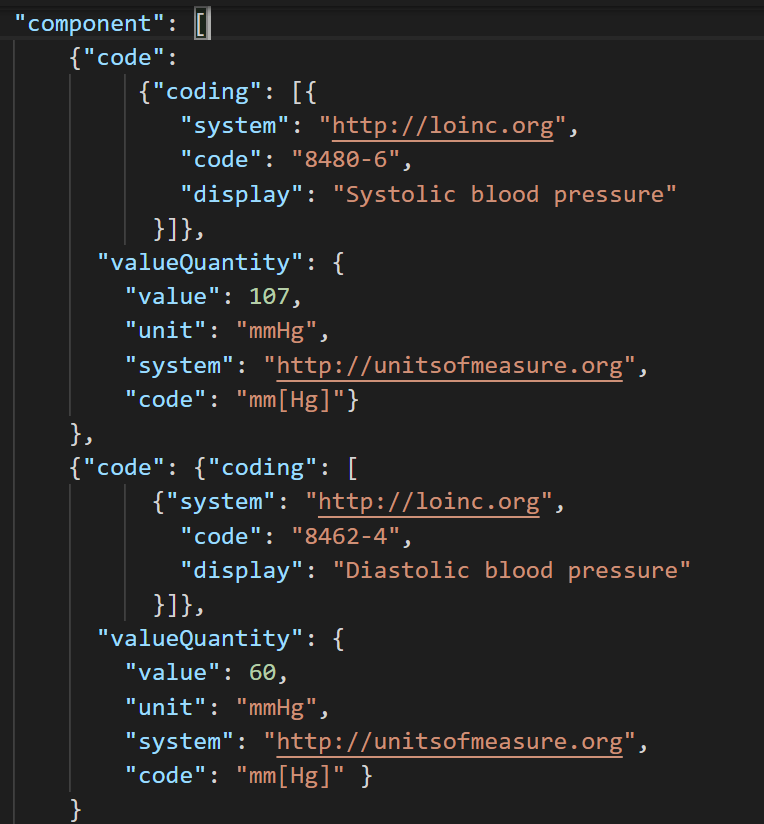 "component": [
{"code":
{"coding": [{
"system": "http://loinc.org",
"code": "8480-6",
"display": "Systolic blood pressure"
}]},
"valueQuantity": {
"value": 107,
"unit": "mmHg",
"system": "http://unitsofmeasure.org",
"code": "mm[Hg]"}
},
{"code": {"coding": [
{"system": "http://loinc.org",
"code": "8462-4",
"display": "Diastolic blood pressure"
}]},
"valueQuantity": {
"value": 60,
"unit": "mmHg",
"system": "http://unitsofmeasure.org",
"code": "mm[Hg]" }
}